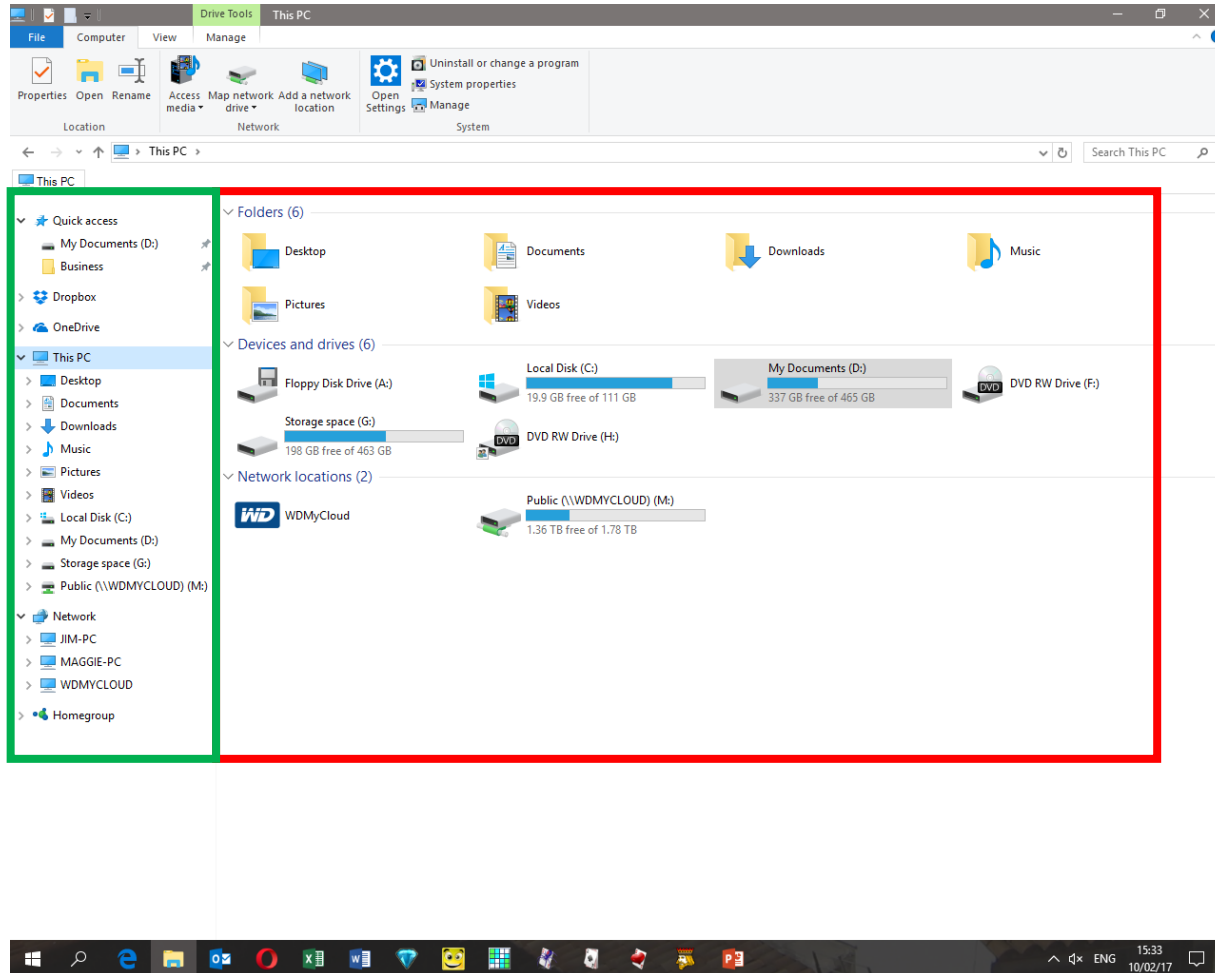 Drive Tools This PC
File Computer View Manage
Properties Open Rename Access media Map network drive Add a network location Open Settings Uninstall or change a program
System properties
Manage
Location Network System
This PC Search This PC
This PC
Quick access
My Documents (D:)
Business
Dropbox
OneDrive
This PC
Desktop
Documents
Downloads
Music
Pictures
Videos
Local Disk (C:)
My Documents (D:)
Storage space (G:)
Public (\\WDMYCLOUD) (M:)
Network
JIM-PC
MAGGIE-PC
WDMYCLOUD
Homegroup
Folders (6)
Desktop Documents Downloads Music
Pictures Videos
Devices and drives (6)
Floppy Disk Drive (A:)
Local Disk (C:)
19.9 GB free of 111 GB
My Documents (D:)
337 GB free of 465 GB
DVD
DVD RW Drive (F:)
Storage space (G:)
198 GB free of 463 GB
DVD
DVD RW Drive (H:)
Network locations (2)
WD
WDMyCloud
Public (\\WDMYCLOUD) (M:)
1.36 TB free of 1.78 TB
ENG
15:33
10/02/17